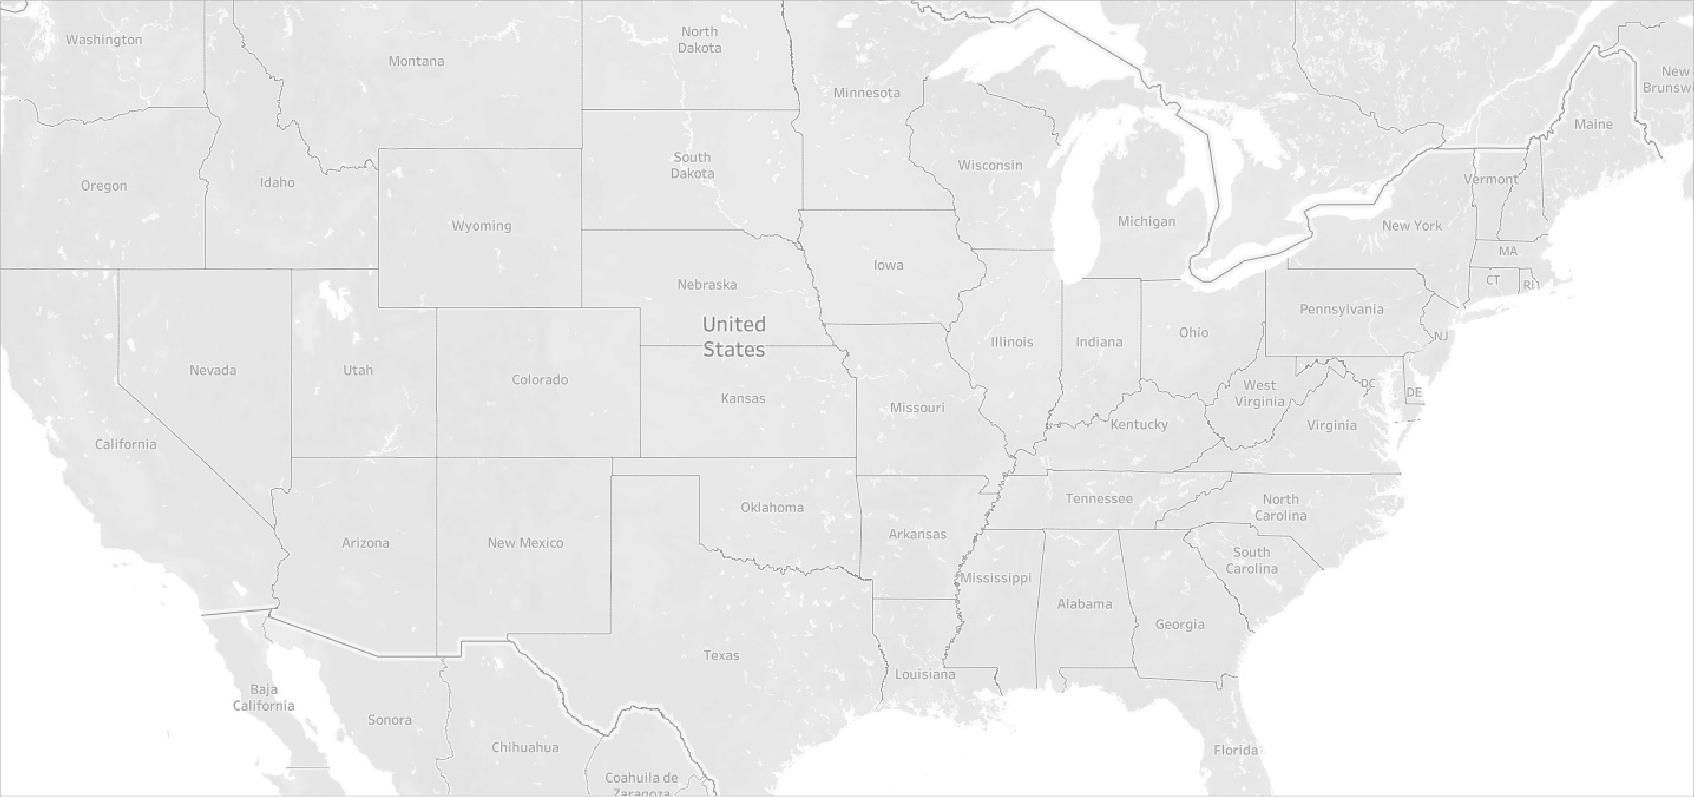 Washington
Montana
North
Dakota
Minnesota
New
Brunsw
Maine
Oregon
Idaho
South
Dakota
Wisconsin
Vermont
Wyoming
Michigan
New York
Iowa
MA
Nebraska
CT
RI
Pennsylvania
United
States
Ohio
NJ
Illinois
Indiana
Nevada
Utah
Colorado
Kansas
West
Virginia
DC
DE
Missouri
Kentucky
Virginia
California
Tennessee
North
Carolina
Oklahoma
Arkansas
Arizona
New Mexico
South
Carolina
Mississippi
Alabama
Georgia
Texas
Louisiana
Baja
California
Sonora
Chihuahua
Florida
Coahuila de
Zaragoza